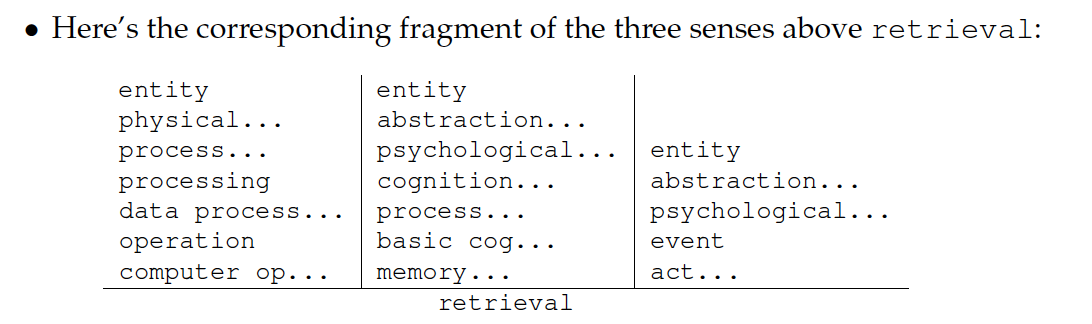 • Here's the corresponding fragment of the three senses above retrieval:
entity entity
physical... abstraction...
process... psychological... entity
processing cognition... abstraction...
data process... process... psychological...
operation basic cog... event
computer op... memory... act...
retrieval